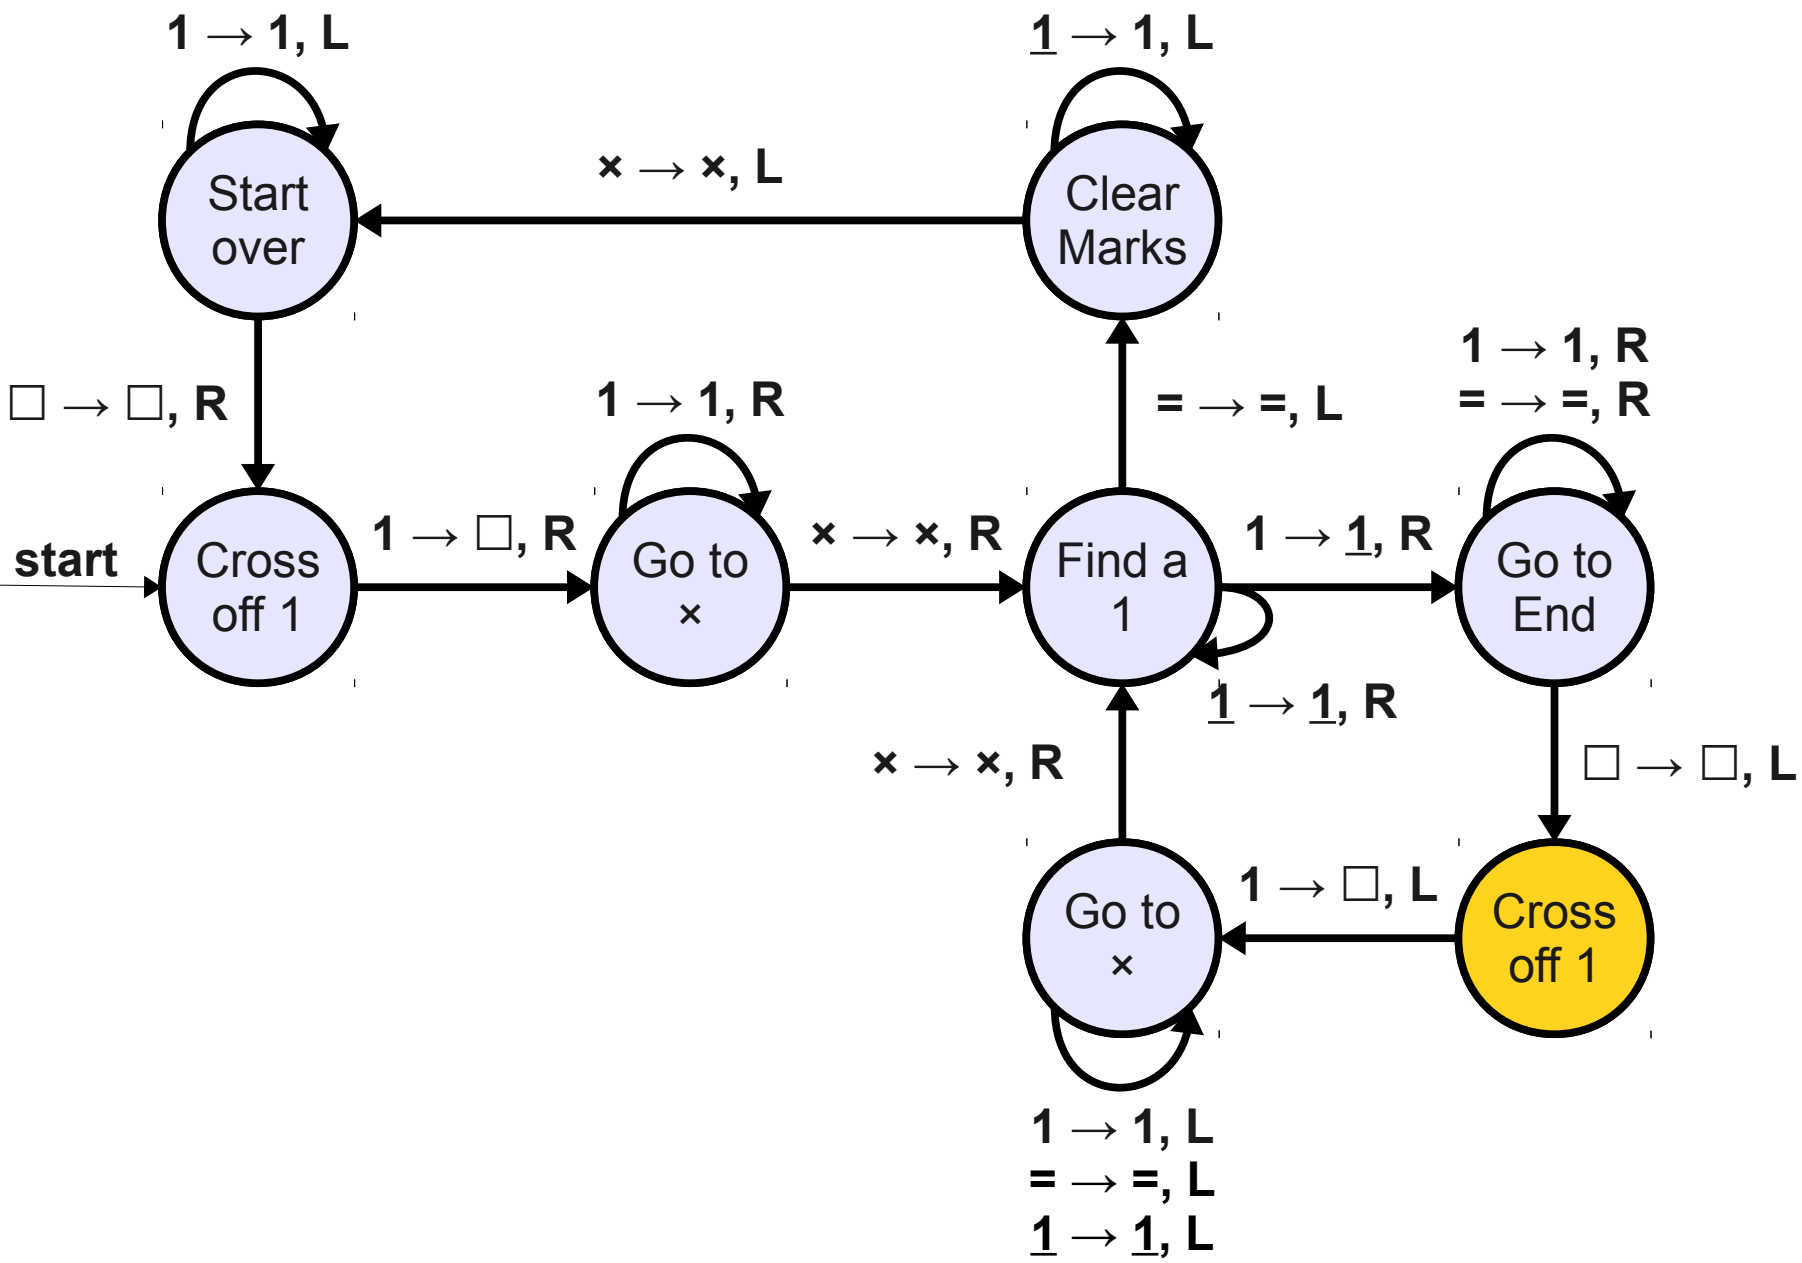 1 → 1, L
<u>1</u> → 1, L
Start
over
× → ×, L
Clear
Marks
□ → □, R
1 → 1, R
= → =, L
1 → 1, R
= → =, R
start
Cross
off 1
1 → □, R
Go to
×
× → ×, R
Find a
1
1 → <u>1</u>, R
Go to
End
<u>1</u> → <u>1</u>, R
× → ×, R
□ → □, L
Go to
×
1 → □, L
Cross
off 1
1 → 1, L
= → =, L
<u>1</u> → <u>1</u>, L